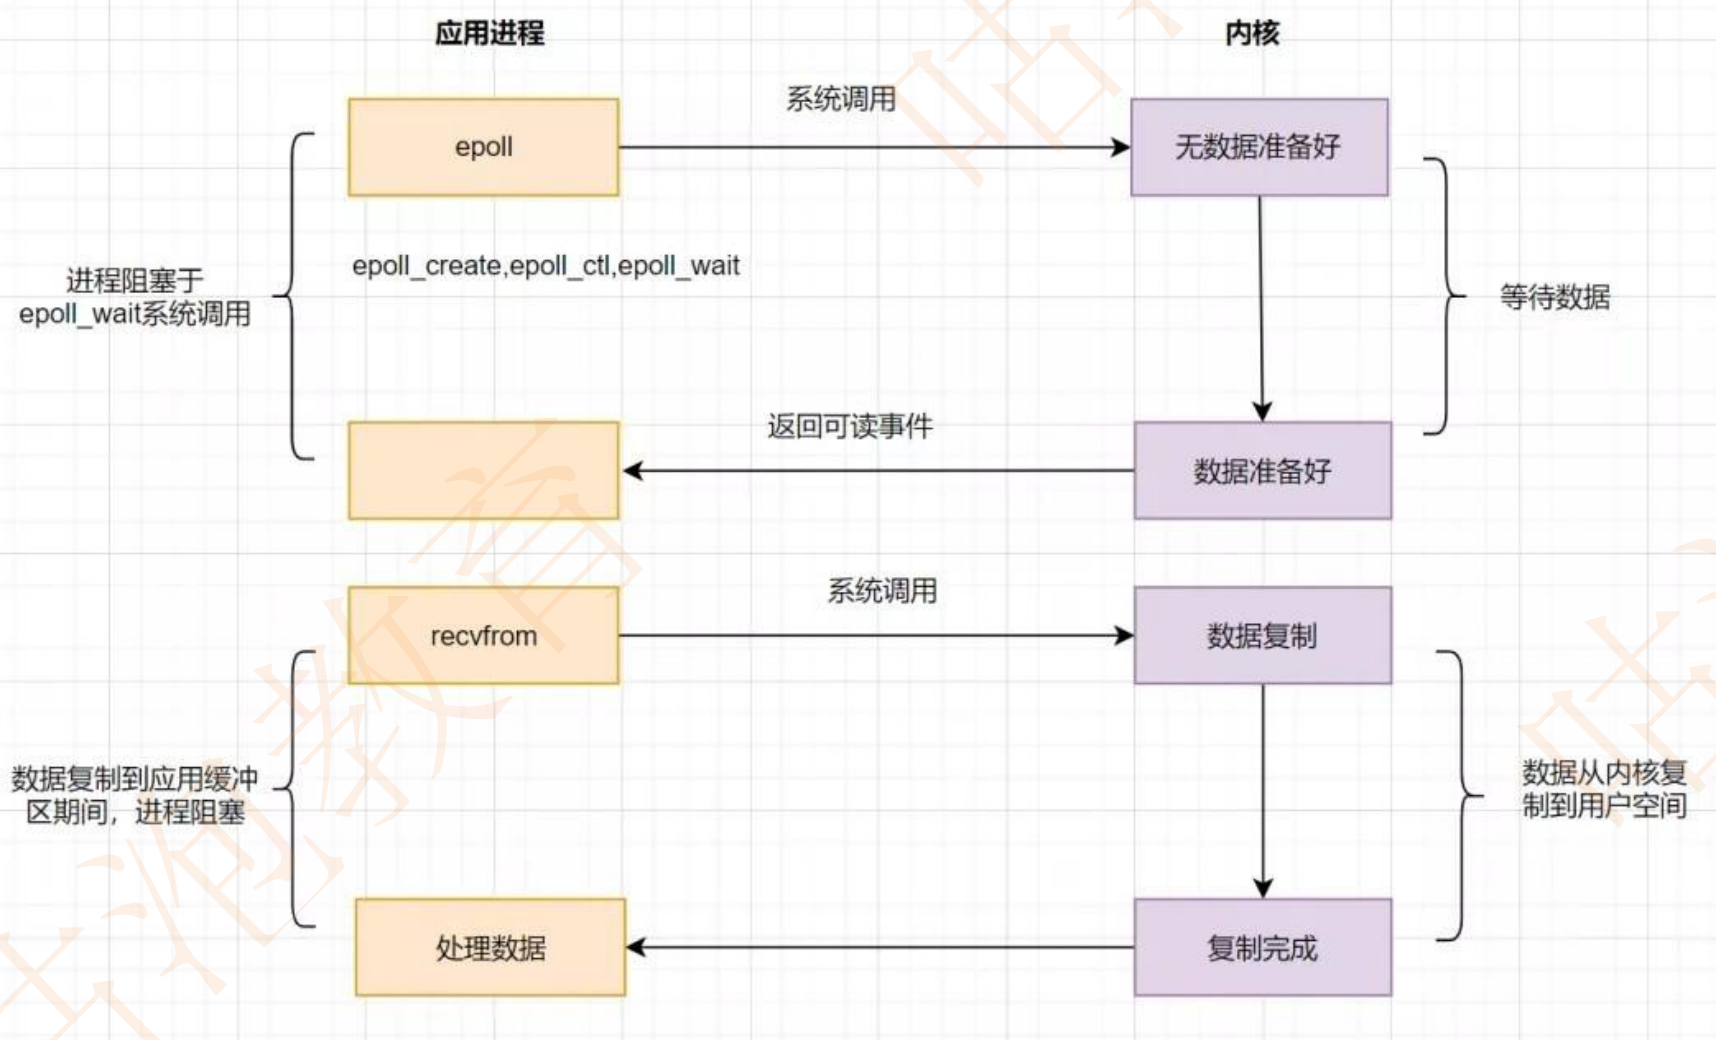 应用进程
内核
系统调用
epoll
无数据准备好
epoll_create,epoll_ctl,epoll_wait
进程阻塞于
epoll_wait系统调用
等待数据
返回可读事件
数据准备好
系统调用
recvfrom
数据复制
数据复制到应用缓冲
区期间，进程阻塞
数据从内核复
制到用户空间
处理数据
复制完成
咕泡教育